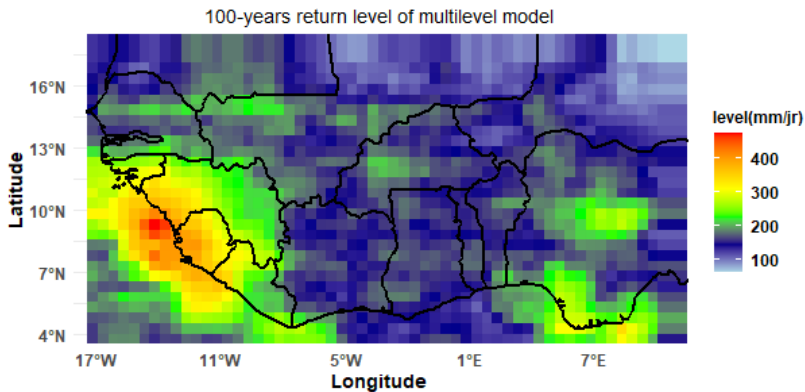 100-years return level of multilevel model
level(mm/jr)
400
300
200
100
Latitude
16°N
13°N
10°N
7°N
4°N
17°W 11°W 5°W 1°E 7°E
Longitude